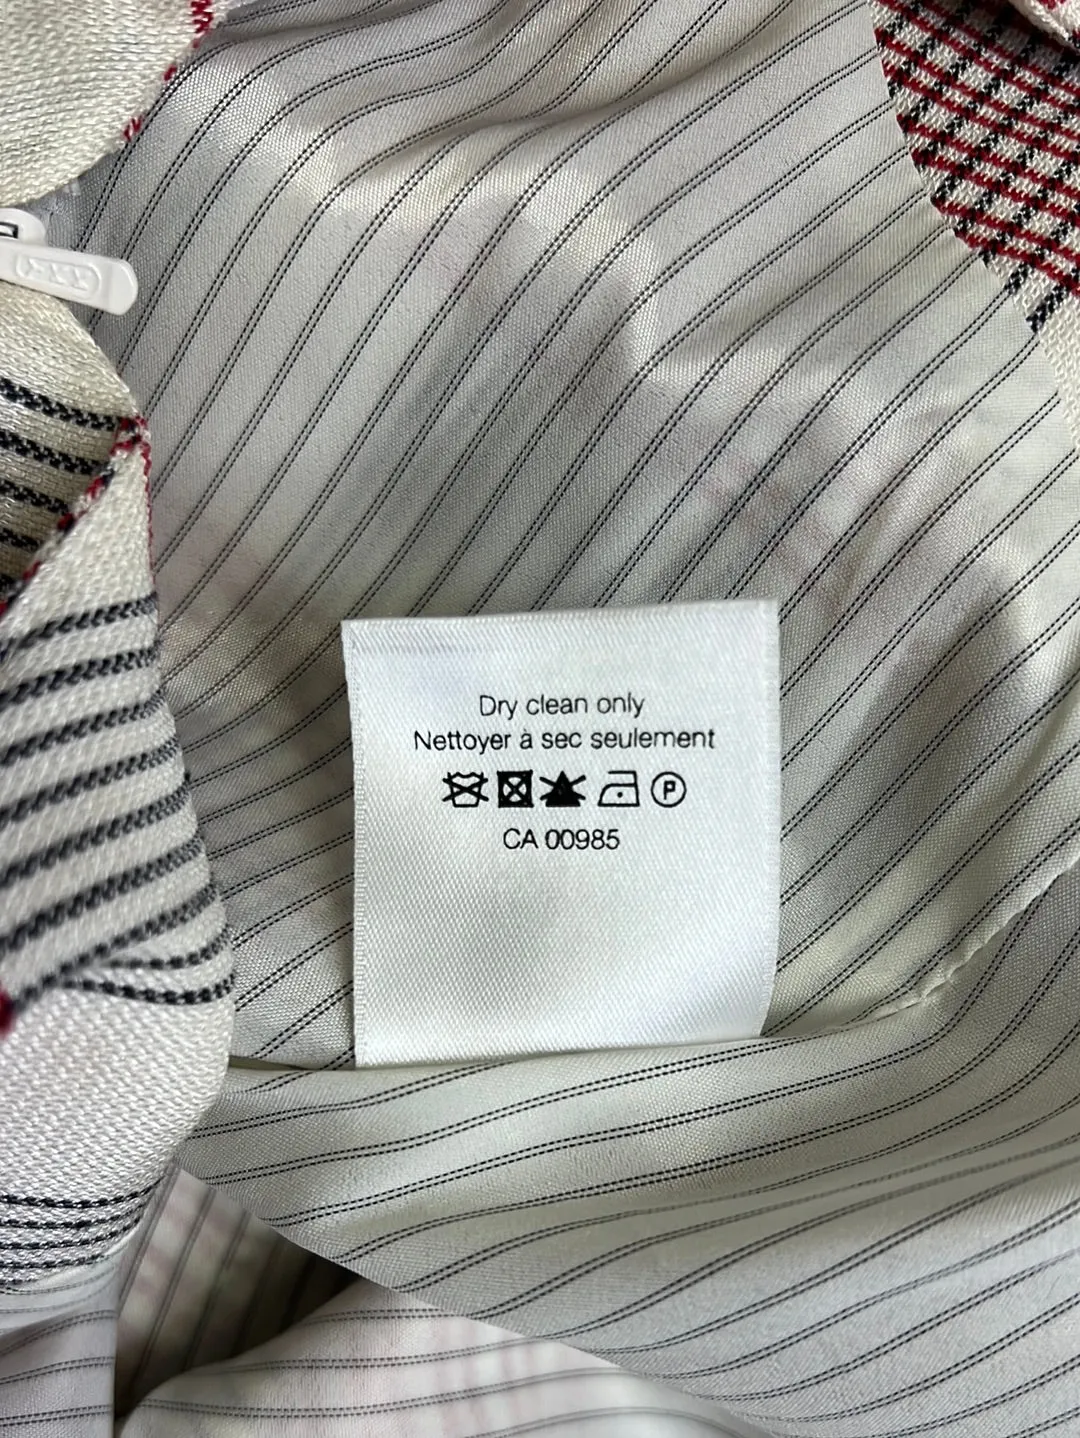 Dry clean only
Nettoyer à sec seulement
P
CA 00985